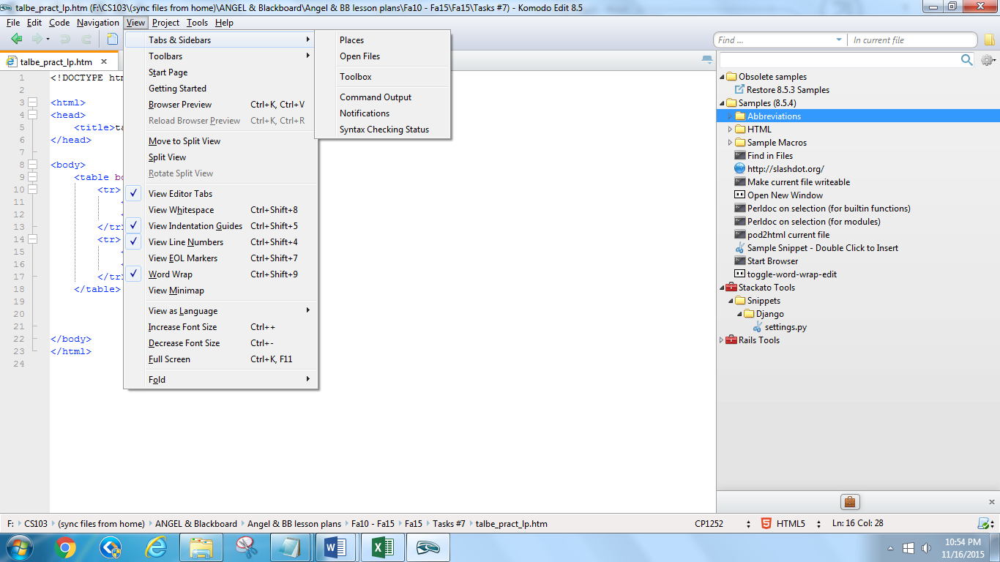 talbe_pract_lp.htm (F:\CS103\(sync files from home)\ANGEL & Blackboard\Angel & BB lesson plans\Fa10 - Fa15\Fa15\Tasks #7) - Komodo Edit 8.5
File Edit Code Navigation View Project Tools Help
Find ... In current file
talbe_pract_lp.htm
Tabs & Sidebars
Toolbars
Start Page
Getting Started
Browser Preview Ctrl+K, Ctrl+V
Reload Browser Preview Ctrl+K, Ctrl+R
Move to Split View
Split View
Rotate Split View
View Editor Tabs
View Whitespace Ctrl+Shift+8
View Indentation Guides Ctrl+Shift+5
View Line Numbers Ctrl+Shift+4
View EOL Markers Ctrl+Shift+7
Word Wrap Ctrl+Shift+9
View Minimap
View as Language
Increase Font Size Ctrl++
Decrease Font Size Ctrl+-
Full Screen Ctrl+K, F11
Fold
Places
Open Files
Toolbox
Command Output
Notifications
Syntax Checking Status
1 <!DOCTYPE htm
2
3 <html>
4 <head>
5 <title>ta
6 </head>
7
8 <body>
9 <table bo
10 <tr>
11 <
12 <
13 </tr
14 <tr>
15 <
16 <
17 </tr
18 </table>
19
20
21
22 </body>
23 </html>
24
Obsolete samples
Restore 8.5.3 Samples
Samples (8.5.4)
Abbreviations
HTML
Sample Macros
Find in Files
http://slashdot.org/
Make current file writeable
Open New Window
Perldoc on selection (for builtin functions)
Perldoc on selection (for modules)
pod2html current file
Sample Snippet - Double Click to Insert
Start Browser
toggle-word-wrap-edit
Stackato Tools
Snippets
Django
settings.py
Rails Tools
F: CS103 (sync files from home) ANGEL & Blackboard Angel & BB lesson plans Fa10 - Fa15 Fa15 Tasks #7 talbe_pract_lp.htm
CP1252 HTML5 Ln: 16 Col: 28
10:54 PM
11/16/2015